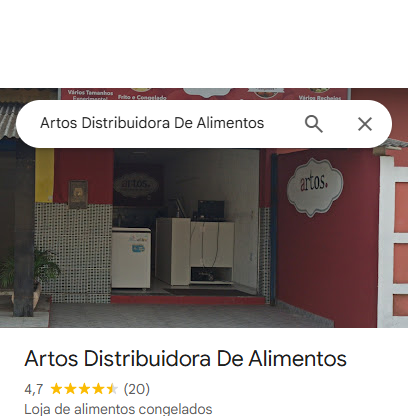 Vários Tamanhos
Experimente!
Frito e Congelado
Vários Recheios
Artos Distribuidora De Alimentos
artos.
artos.
Artos Distribuidora De Alimentos
4,7 (20)
Loja de alimentos congelados